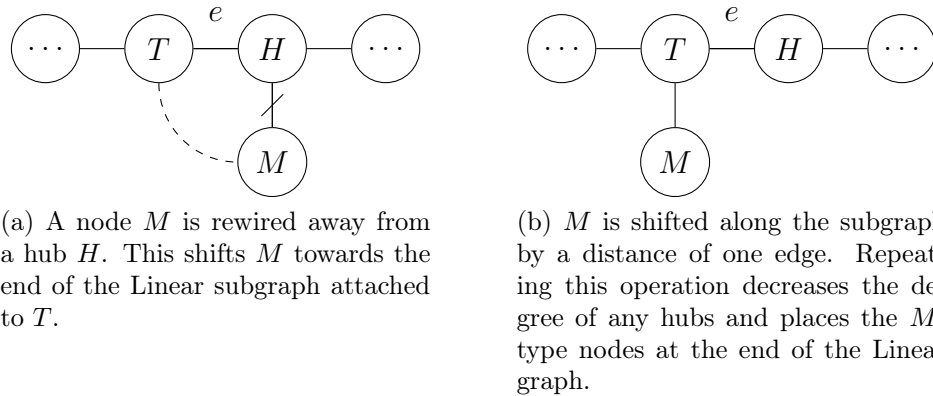 e
··· T H ···
M
(a) A node M is rewired away from
a hub H. This shifts M towards the
end of the Linear subgraph attached
to T.
e
··· T H ···
M
(b) M is shifted along the subgraph
by a distance of one edge. Repeat-
ing this operation decreases the de-
gree of any hubs and places the M
type nodes at the end of the Linea
graph.